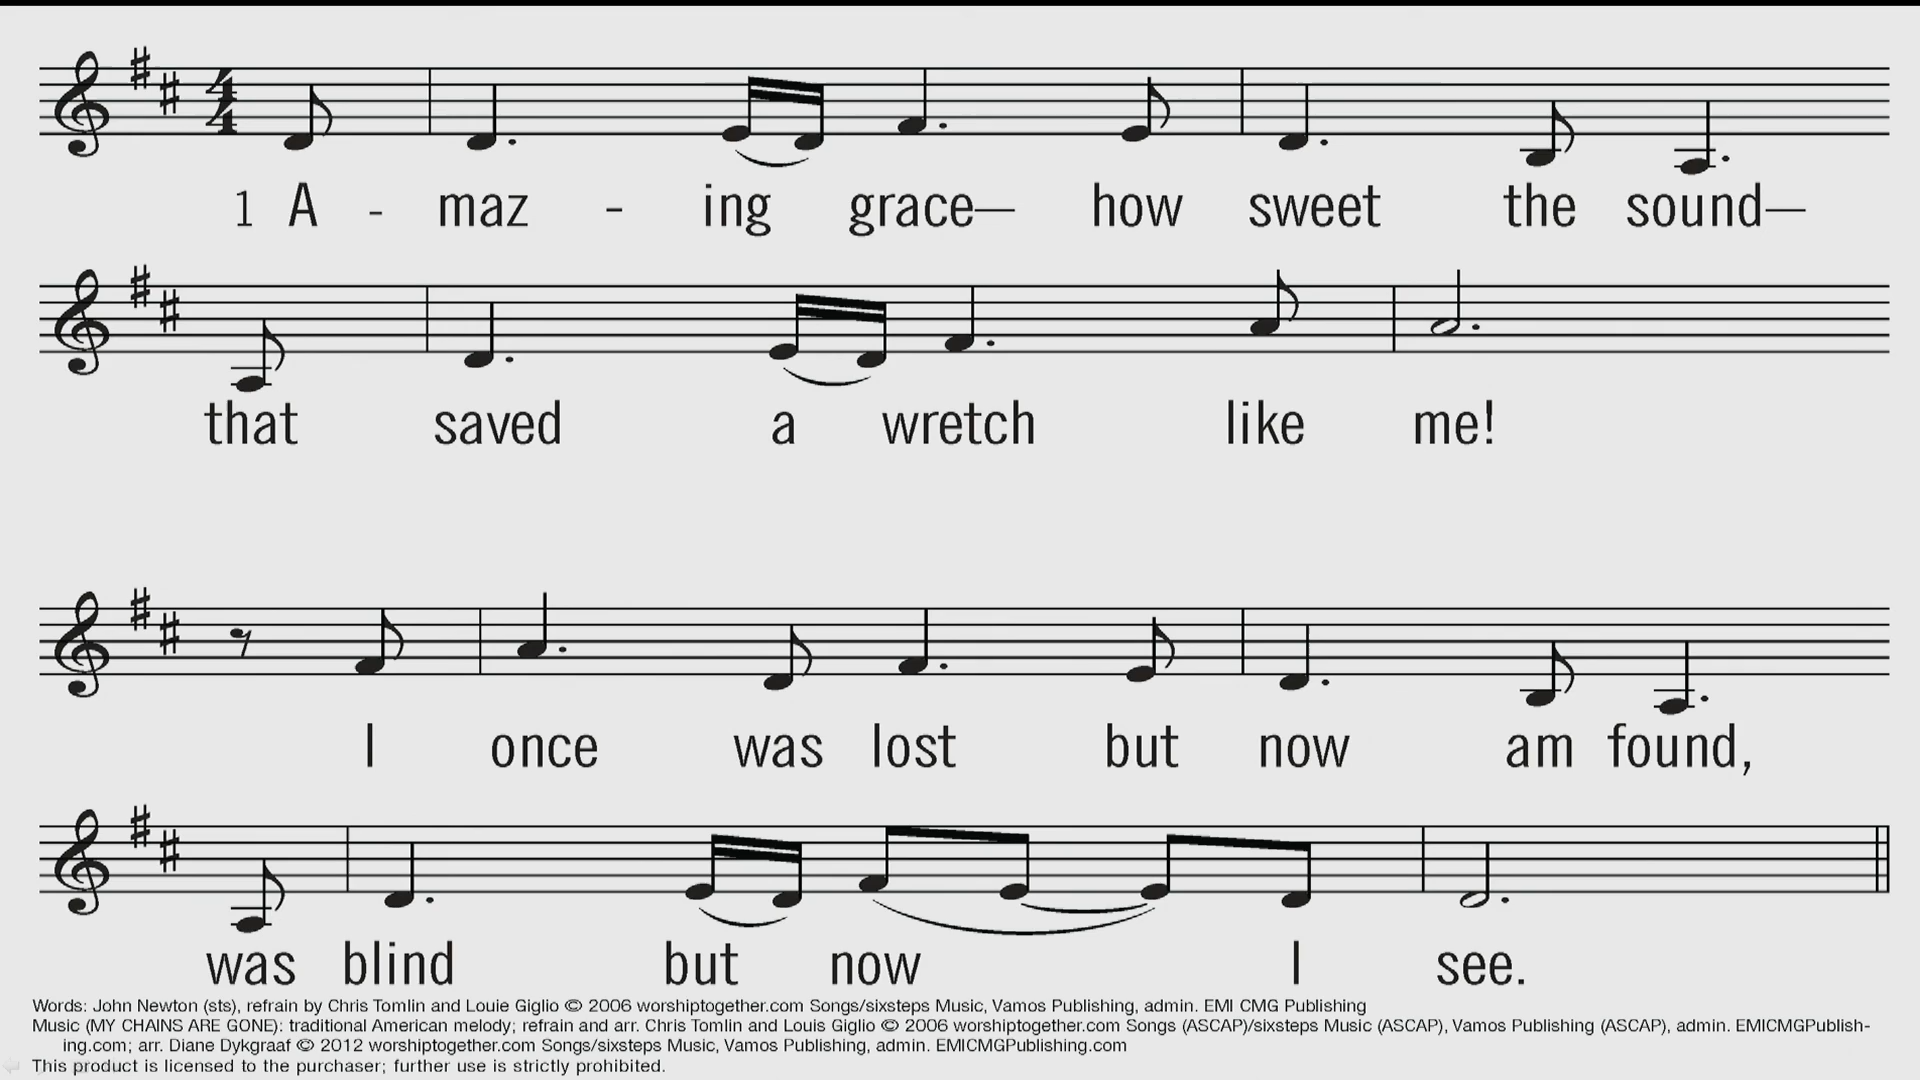 1 A - maz - ing grace— how sweet the sound—
that saved a wretch like me!
I once was lost but now am found,
was blind but now I see.
Words: John Newton (sts), refrain by Chris Tomlin and Louie Giglio © 2006 worshiptogether.com Songs/sixsteps Music, Vamos Publishing, admin. EMI CMG Publishing
Music (MY CHAINS ARE GONE): traditional American melody; refrain and arr. Chris Tomlin and Louis Giglio © 2006 worshiptogether.com Songs (ASCAP)/sixsteps Music (ASCAP), Vamos Publishing (ASCAP), admin. EMICMGPublish-
ing.com; arr. Diane Dykgraaf © 2012 worshiptogether.com Songs/sixsteps Music, Vamos Publishing, admin. EMICMGPublishing.com
This product is licensed to the purchaser; further use is strictly prohibited.